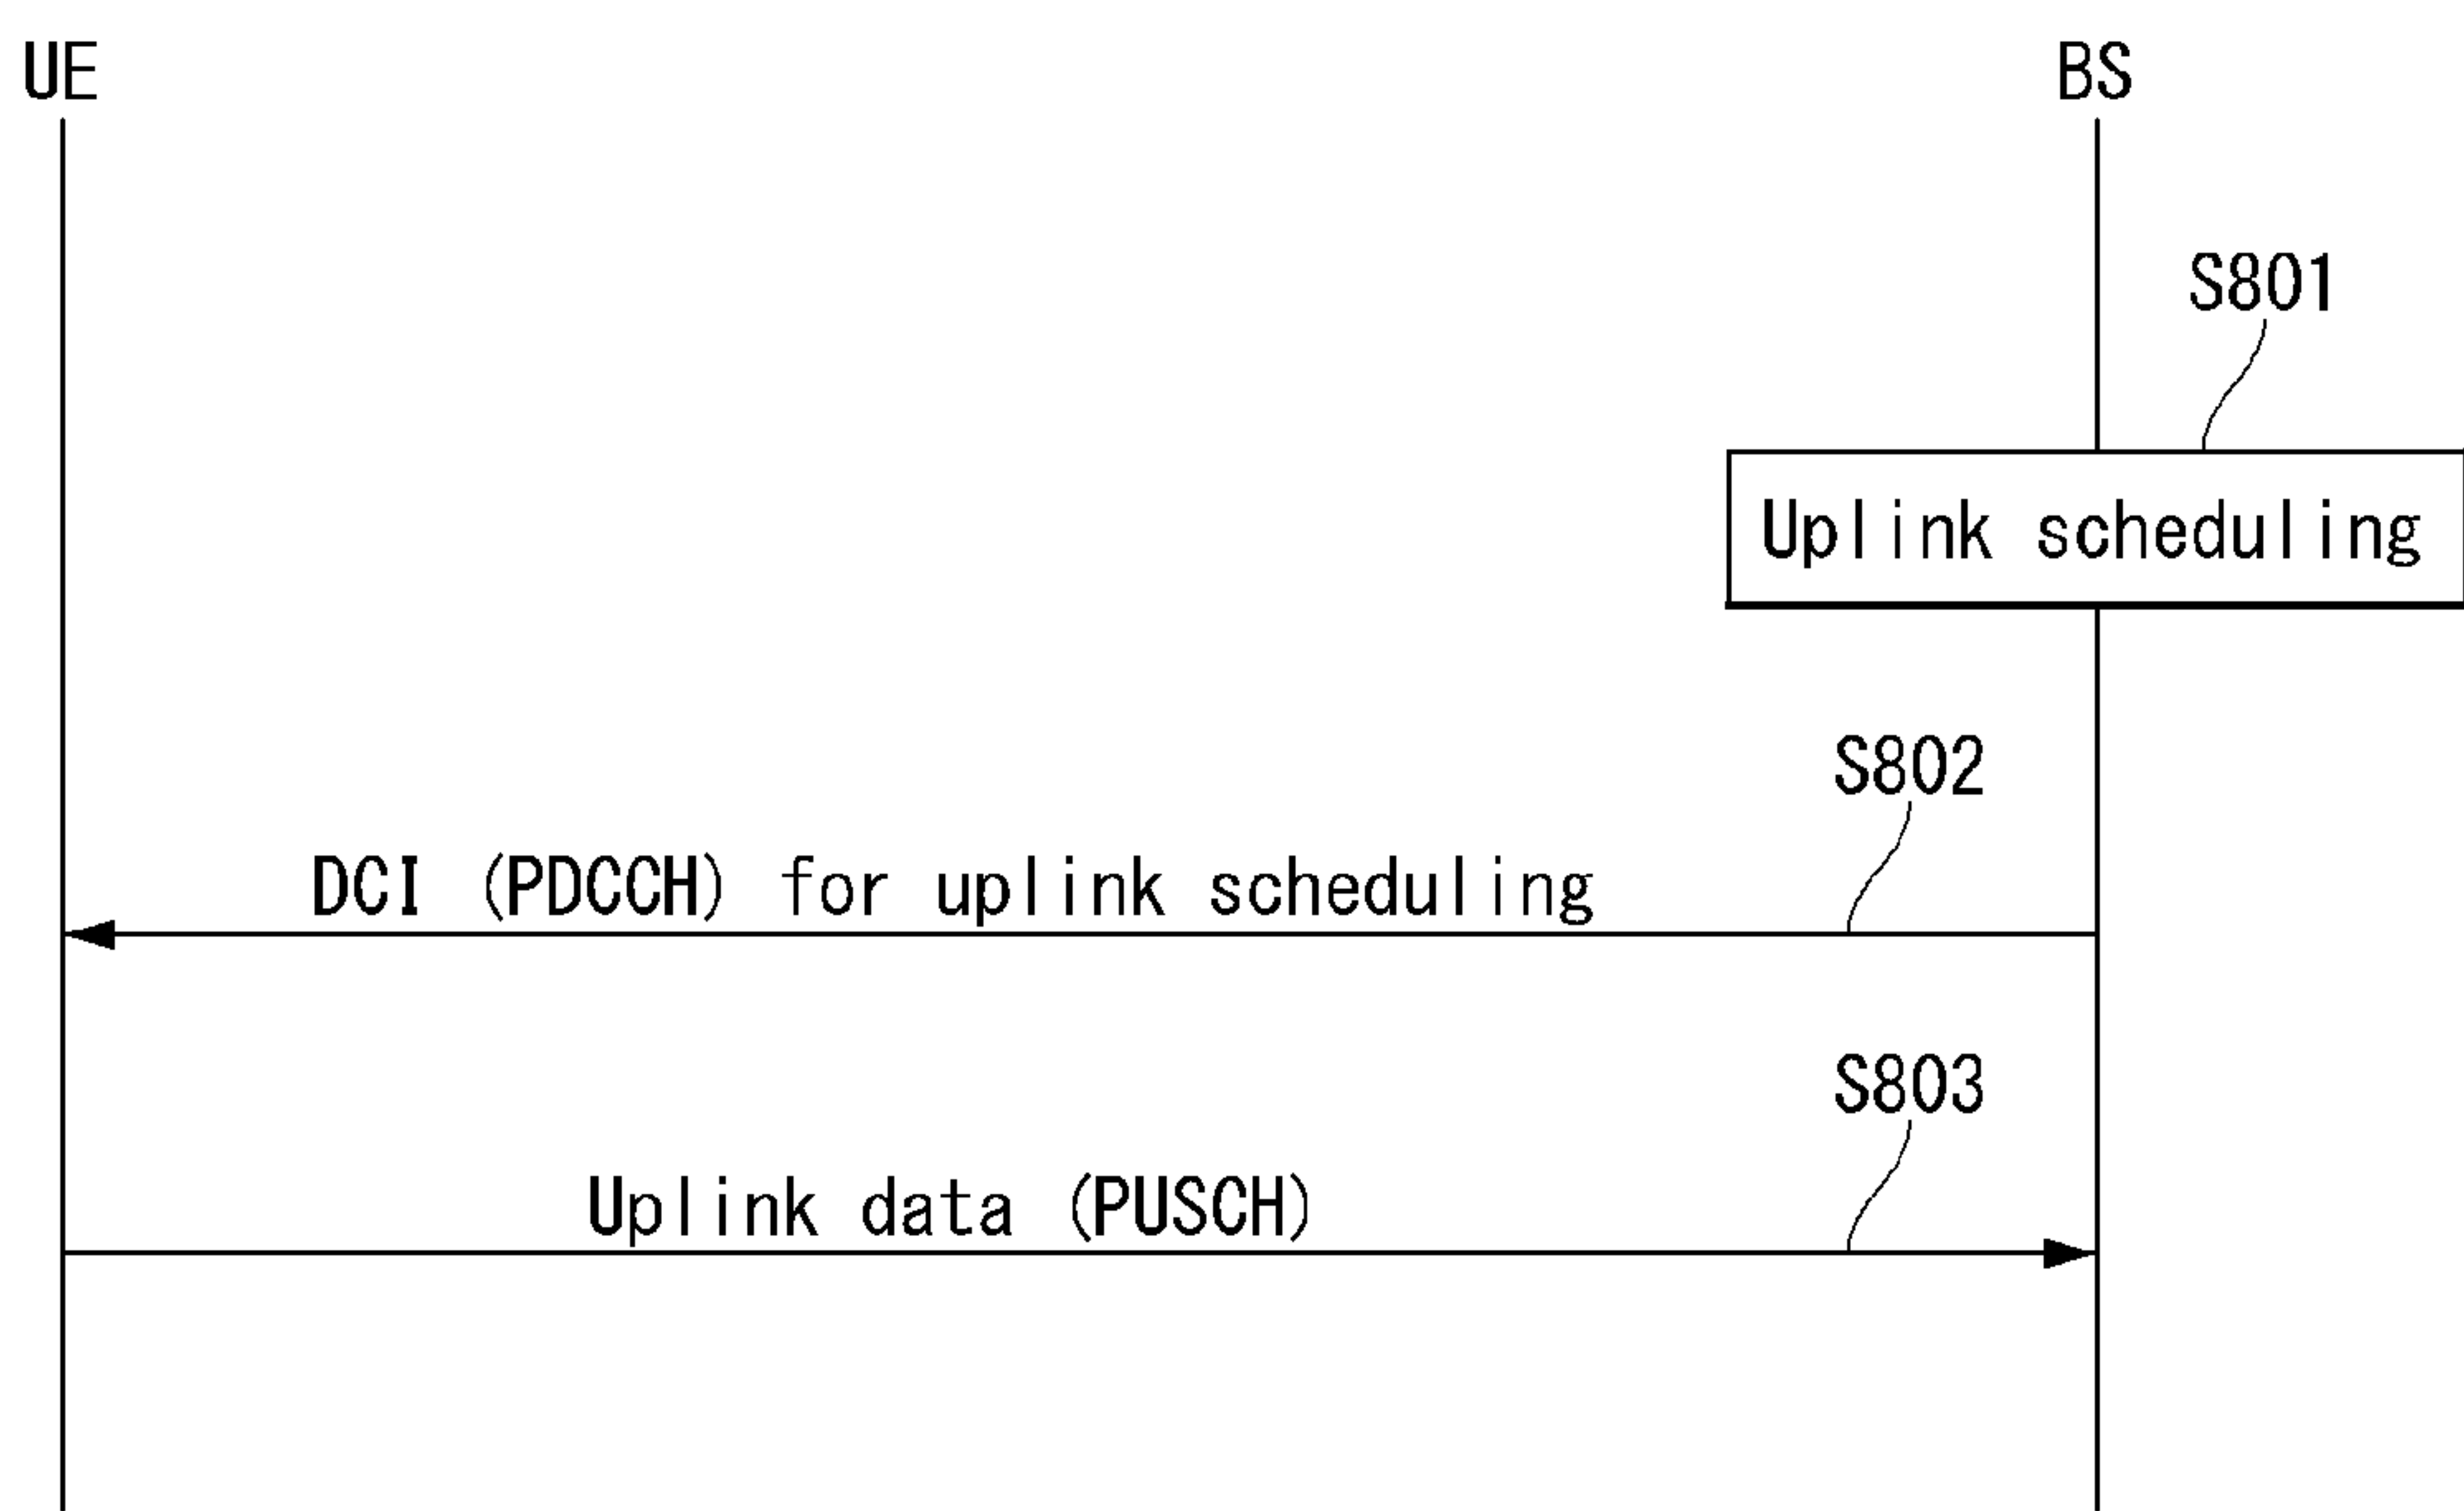 UE
BS
S801
Uplink scheduling
S802
DCI (PDCCH) for uplink scheduling
S803
Uplink data (PUSCH)